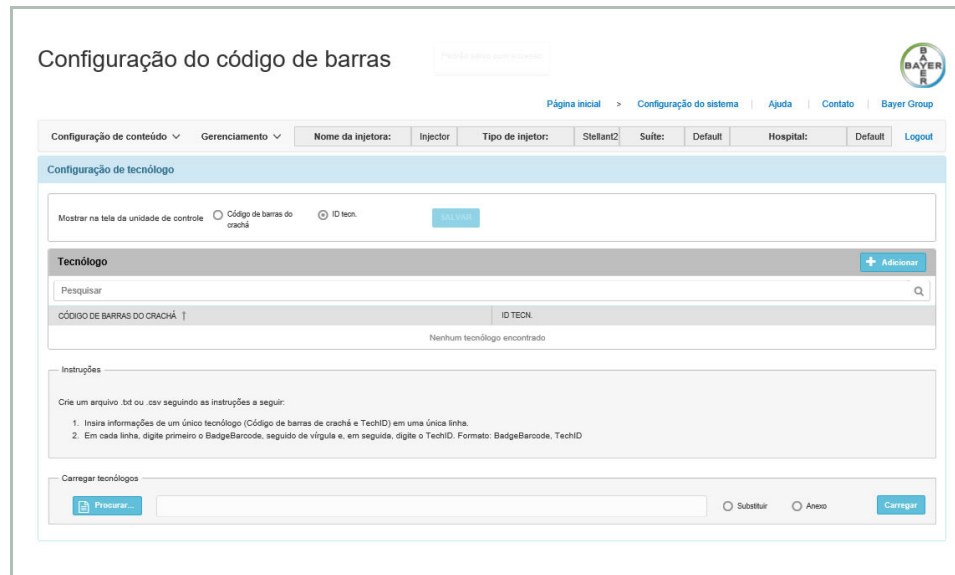 Configuração do código de barras
BAYER
BAYER
Página inicial > Configuração do sistema | Ajuda | Contato | Bayer Group
Configuração de conteúdo Gerenciamento Nome da injetora: Injector Tipo de injetor: Stellant2 Suíte: Default Hospital: Default Logout
Configuração de tecnólogo
Mostrar na tela da unidade de controle Código de barras do crachá ID tecn. SALVAR
Tecnólogo Adicionar
Pesquisar
CÓDIGO DE BARRAS DO CRACHÁ ↑ ID TECN.
Nenhum tecnólogo encontrado
Instruções
Crie um arquivo .txt ou .csv seguindo as instruções a seguir:
1. Insira informações de um único tecnólogo (Código de barras de crachá e TechID) em uma única linha.
2. Em cada linha, digite primeiro o BadgeBarcode, seguido de vírgula e, em seguida, digite o TechID. Formato: BadgeBarcode, TechID
Carregar tecnólogos
Procurar... Substituir Anexo Carregar